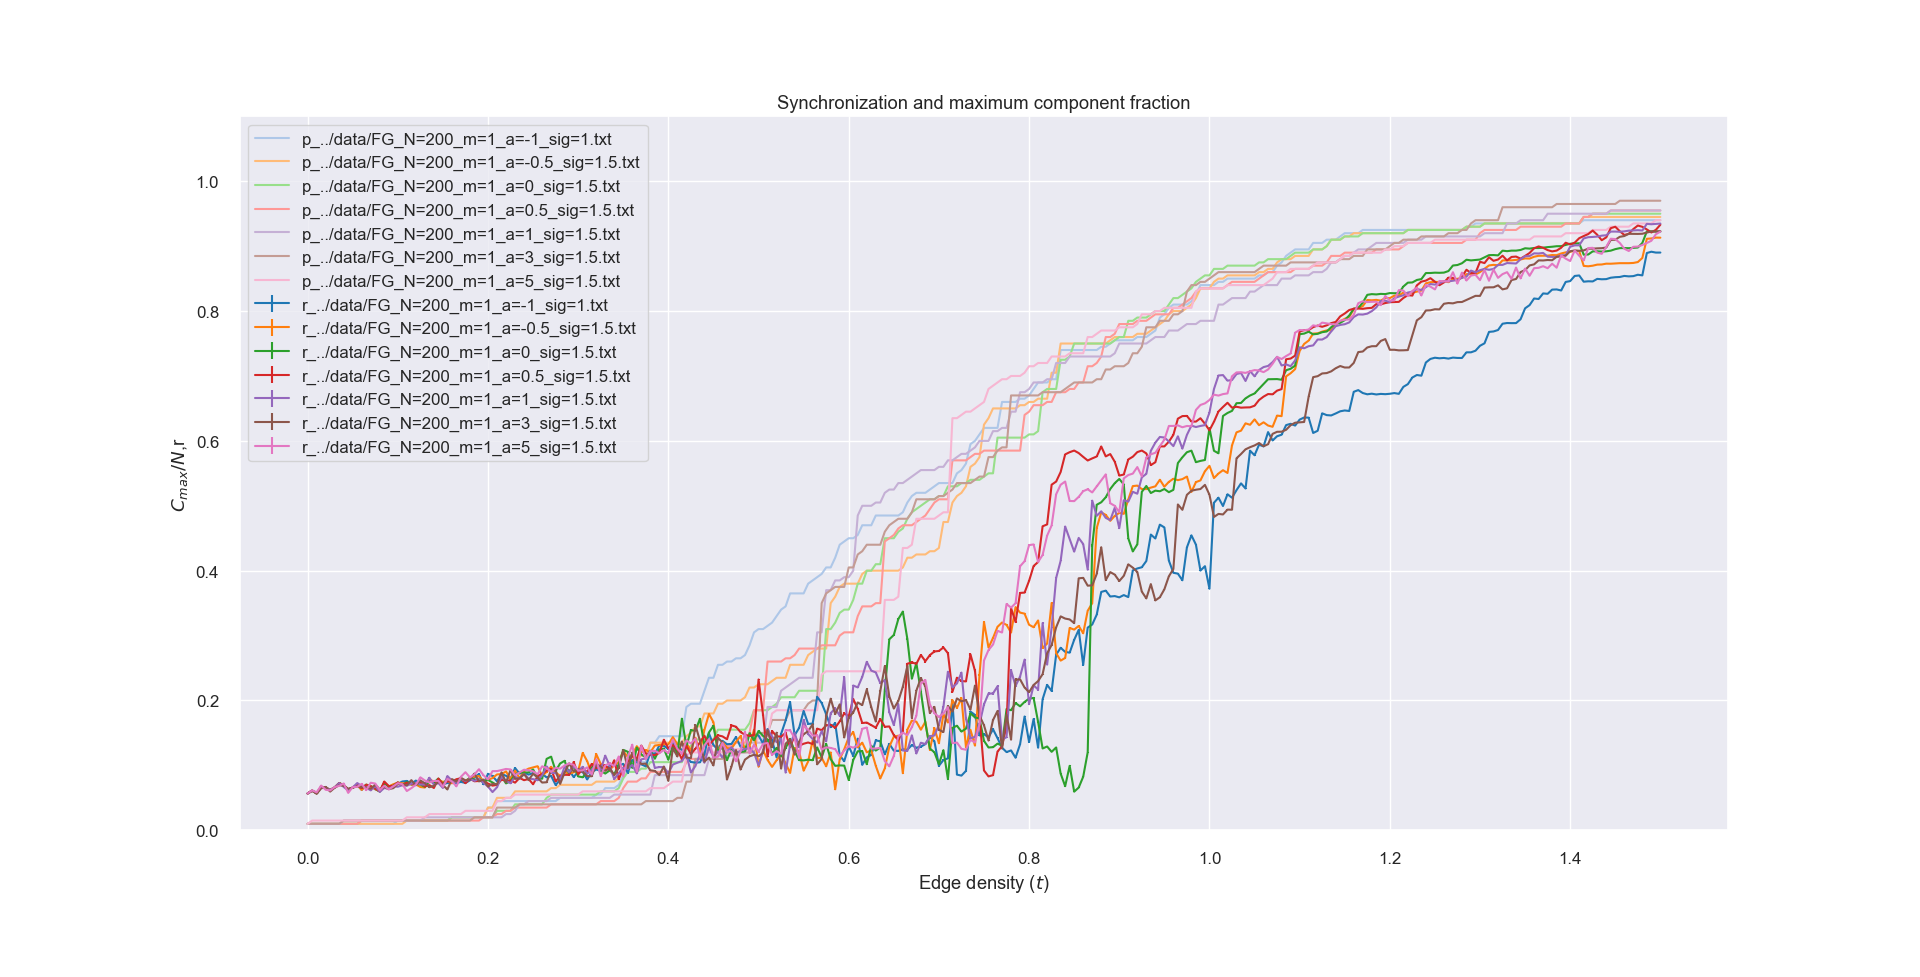 Synchronization and maximum component fraction
p_../data/FG_N=200_m=1_a=-1_sig=1.txt
p_../data/FG_N=200_m=1_a=-0.5_sig=1.5.txt
p_../data/FG_N=200_m=1_a=0_sig=1.5.txt
p_../data/FG_N=200_m=1_a=0.5_sig=1.5.txt
p_../data/FG_N=200_m=1_a=1_sig=1.5.txt
p_../data/FG_N=200_m=1_a=3_sig=1.5.txt
p_../data/FG_N=200_m=1_a=5_sig=1.5.txt
r_../data/FG_N=200_m=1_a=-1_sig=1.txt
r_../data/FG_N=200_m=1_a=-0.5_sig=1.5.txt
r_../data/FG_N=200_m=1_a=0_sig=1.5.txt
r_../data/FG_N=200_m=1_a=0.5_sig=1.5.txt
r_../data/FG_N=200_m=1_a=1_sig=1.5.txt
r_../data/FG_N=200_m=1_a=3_sig=1.5.txt
r_../data/FG_N=200_m=1_a=5_sig=1.5.txt
C_max/N,r
1.0
0.8
0.6
0.4
0.2
0.0
0.0 0.2 0.4 0.6 0.8 1.0 1.2 1.4
Edge density (t)